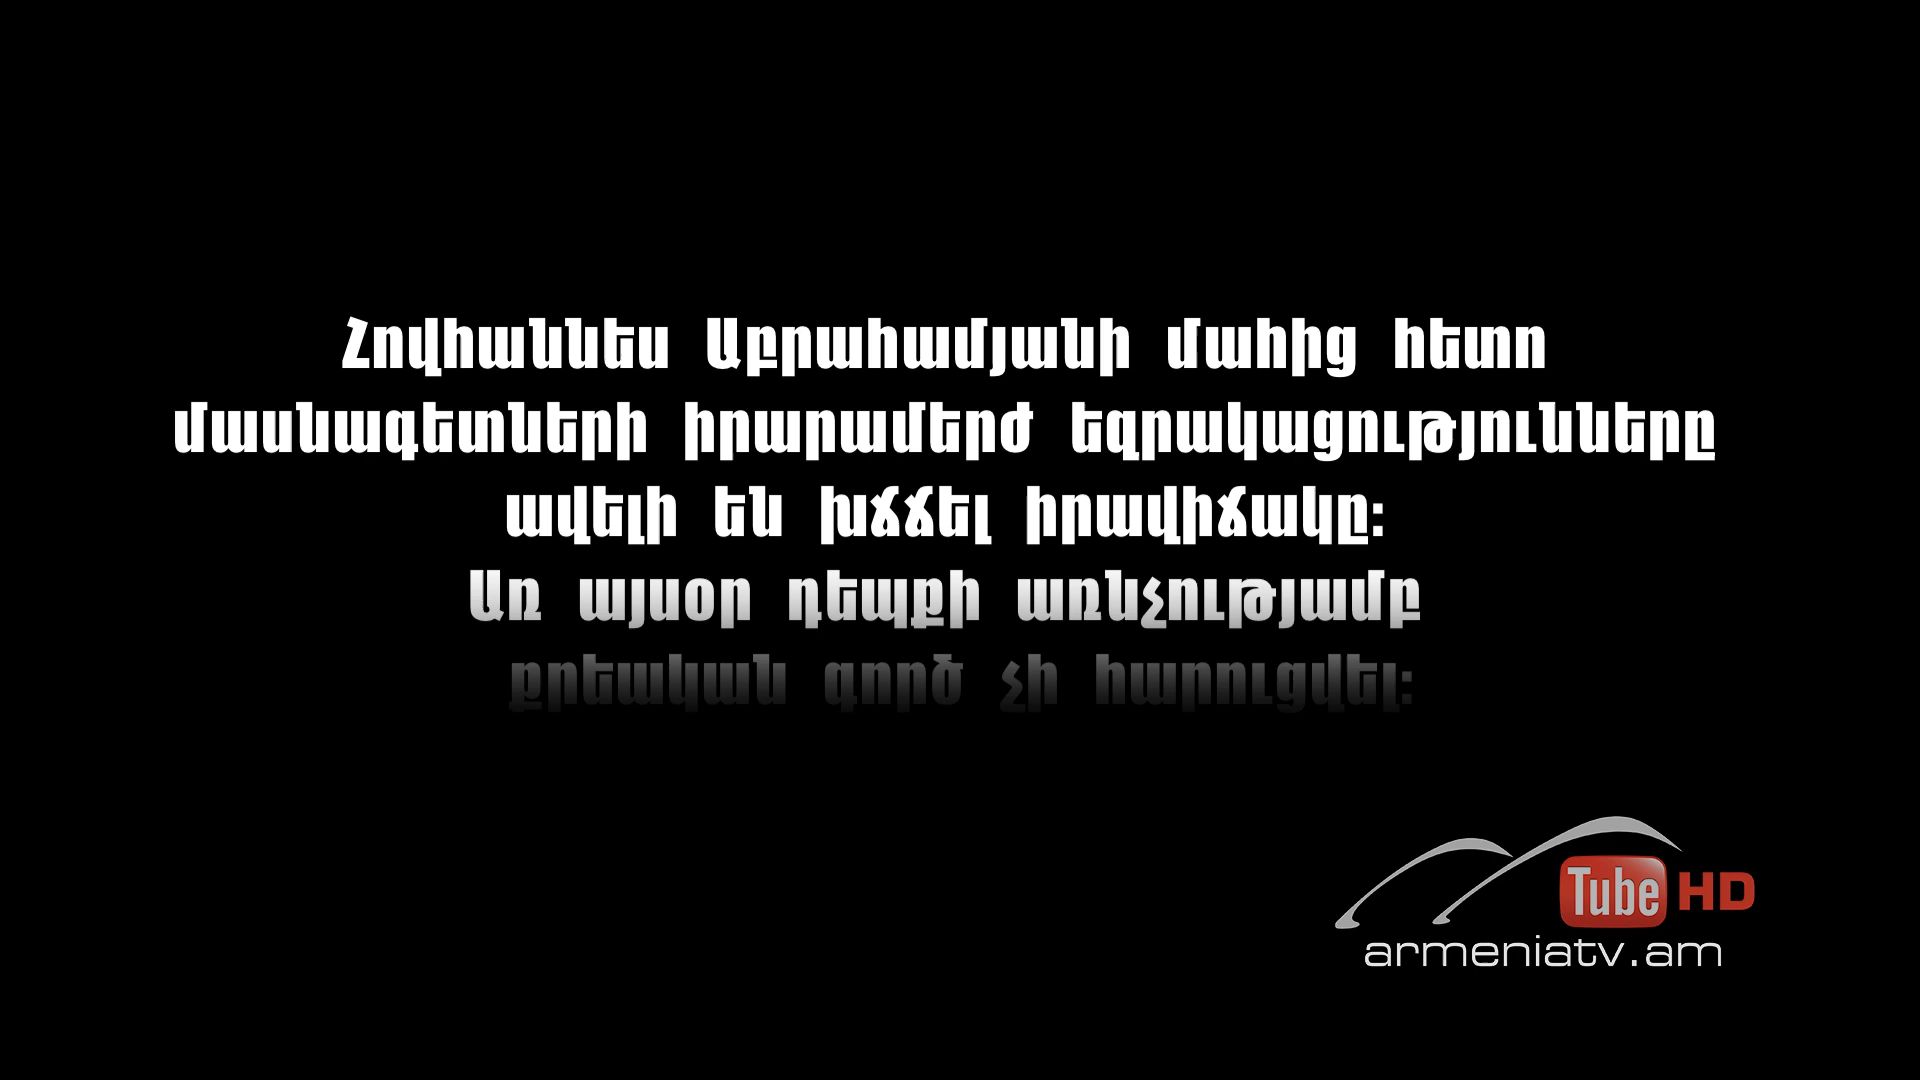 Հովհաննես Աբրահամյանի մահից հետո
մասնագետների իրարամերժ եզրակացությունները
ավելի են խճճել իրավիճակը:
Առ այսօր դեպքի առնչությամբ
քրեական գործ չի հարուցվել:
Tube HD
armeniatv.am